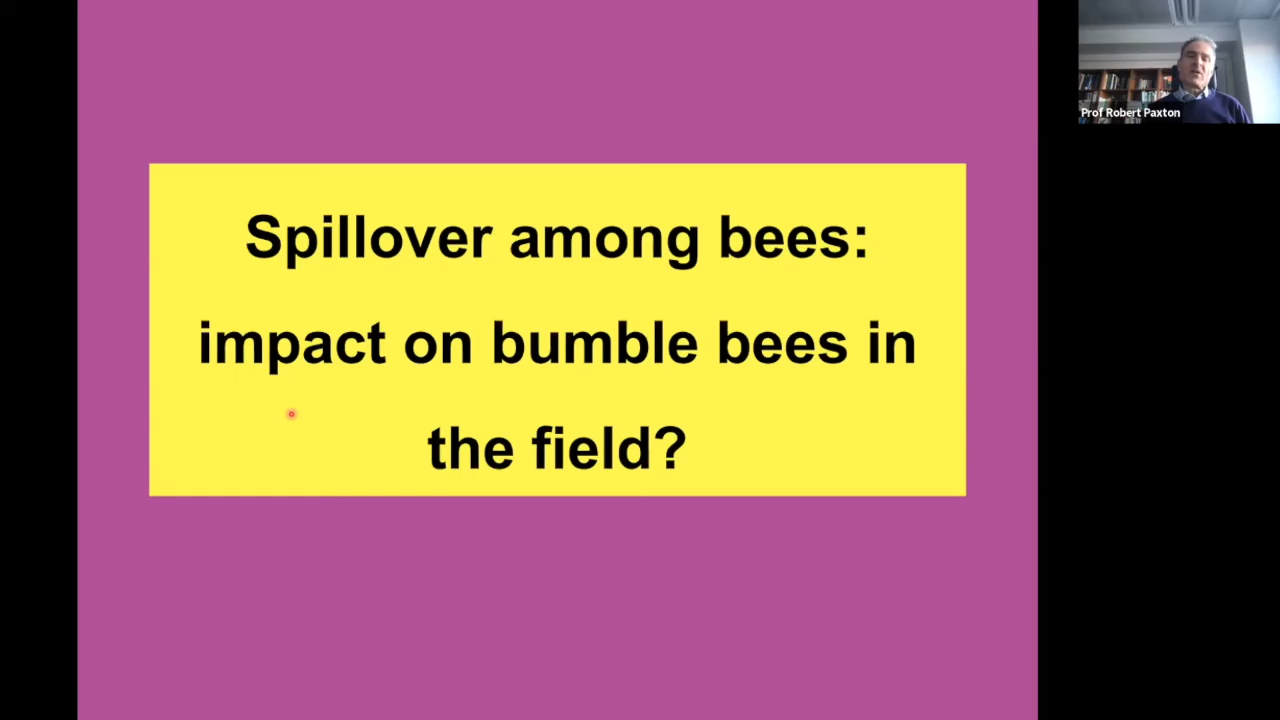 Spillover among bees:
impact on bumble bees in
the field?
Prof Robert Paxton